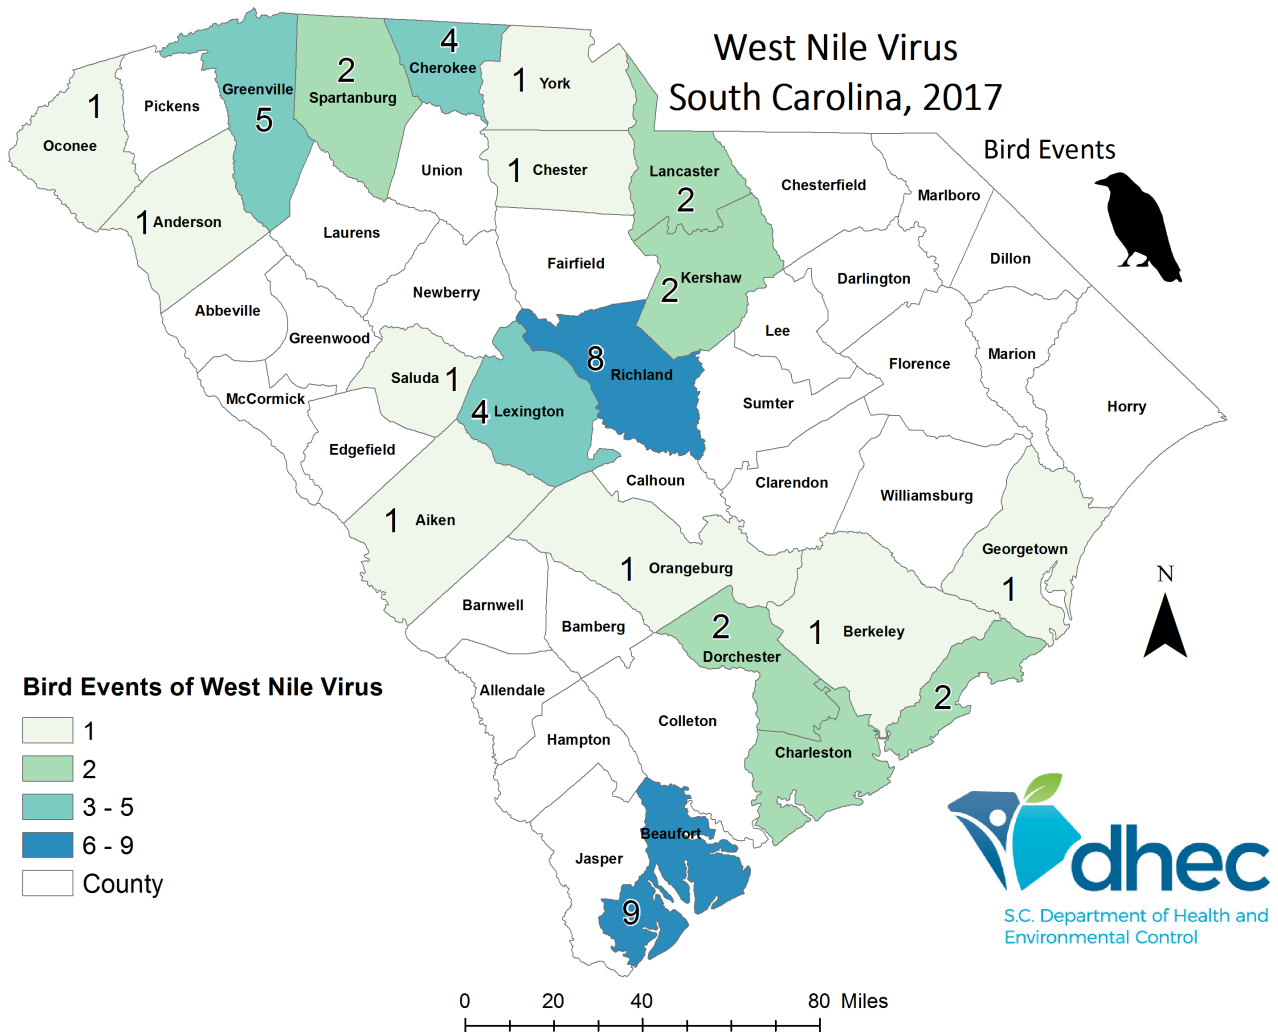 West Nile Virus
South Carolina, 2017
Bird Events
4
Cherokee
2
Spartanburg
Greenville
5
1 York
1
Oconee
Pickens
Union
1 Chester
Lancaster
2
Chesterfield
Marlboro
1 Anderson
Laurens
Fairfield
2 Kershaw
Darlington
Dillon
Abbeville
Newberry
Greenwood
Lee
Florence
Marion
8 Richland
Saluda 1
McCormick
4 Lexington
Sumter
Horry
Edgefield
Calhoun
Clarendon
Williamsburg
1 Aiken
Georgetown
1
1 Orangeburg
Barnwell
Bamberg
2
Dorchester
1 Berkeley
N
Allendale
2
Colleton
Hampton
Charleston
Beaufort
Jasper
9
Bird Events of West Nile Virus
1
2
3 - 5
6 - 9
County
dhec
S.C. Department of Health and
Environmental Control
0 20 40 80 Miles